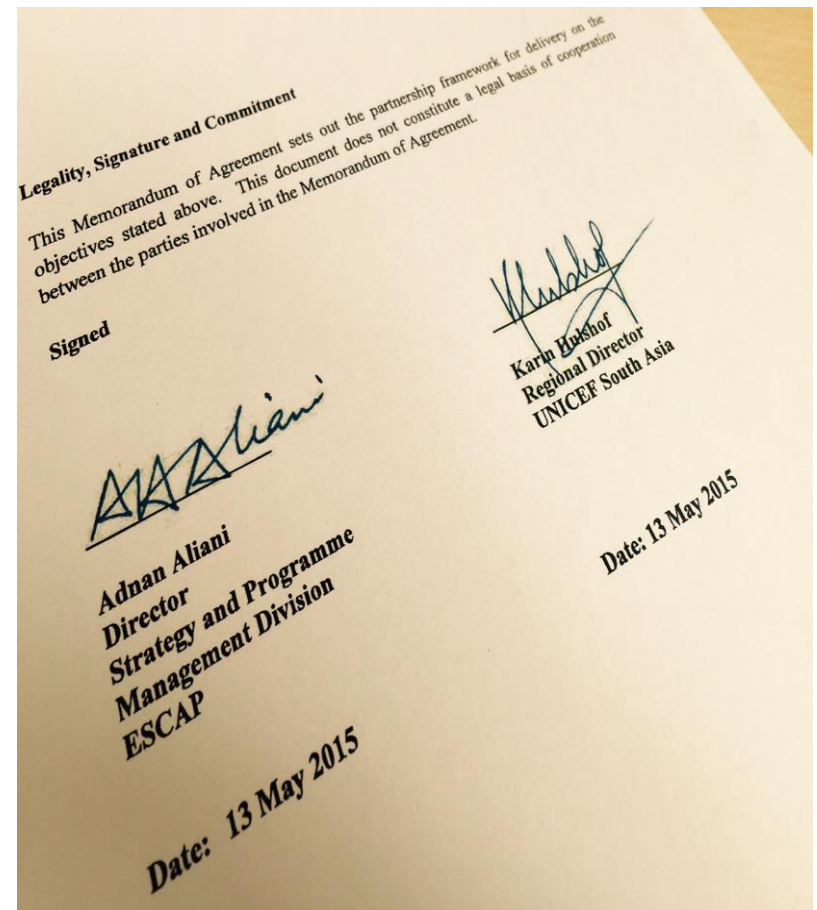 Legality, Signature and Commitment
This Memorandum of Agreement sets out the partnership framework for delivery on the
objectives stated above. This document does not constitute a legal basis of cooperation
between the parties involved in the Memorandum of Agreement.
Signed
AHA Aliani
Adnan Aliani
Director
Strategy and Programme
Management Division
ESCAP
Date: 13 May 2015
KHulshof
Karin Hulshof
Regional Director
UNICEF South Asia
Date: 13 May 2015